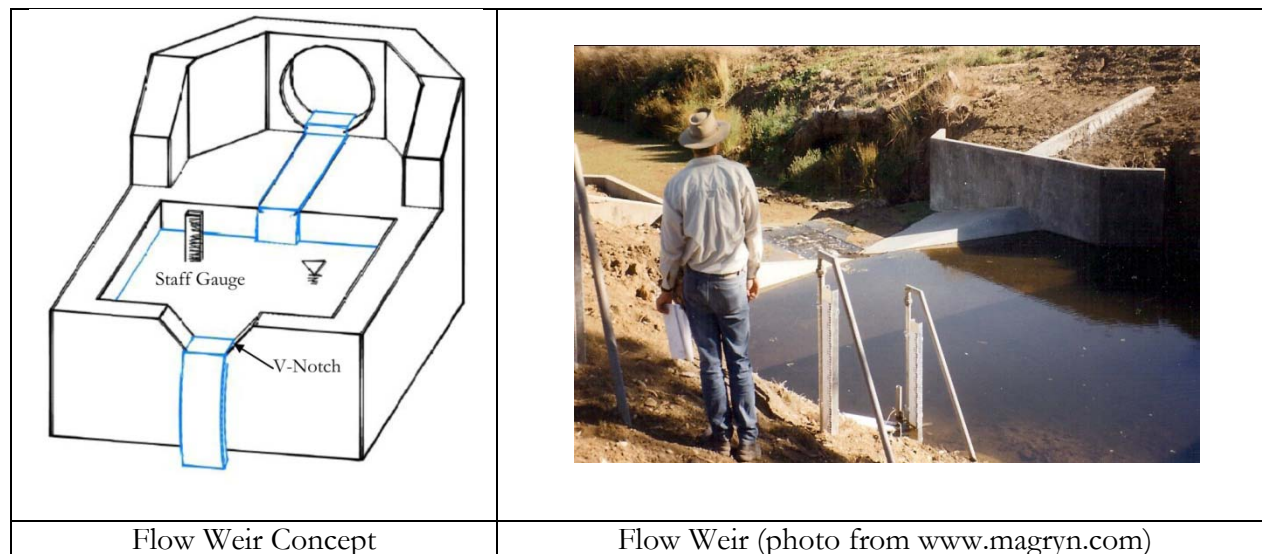 Staff Gauge
V-Notch
Flow Weir Concept
Flow Weir (photo from www.magryn.com)